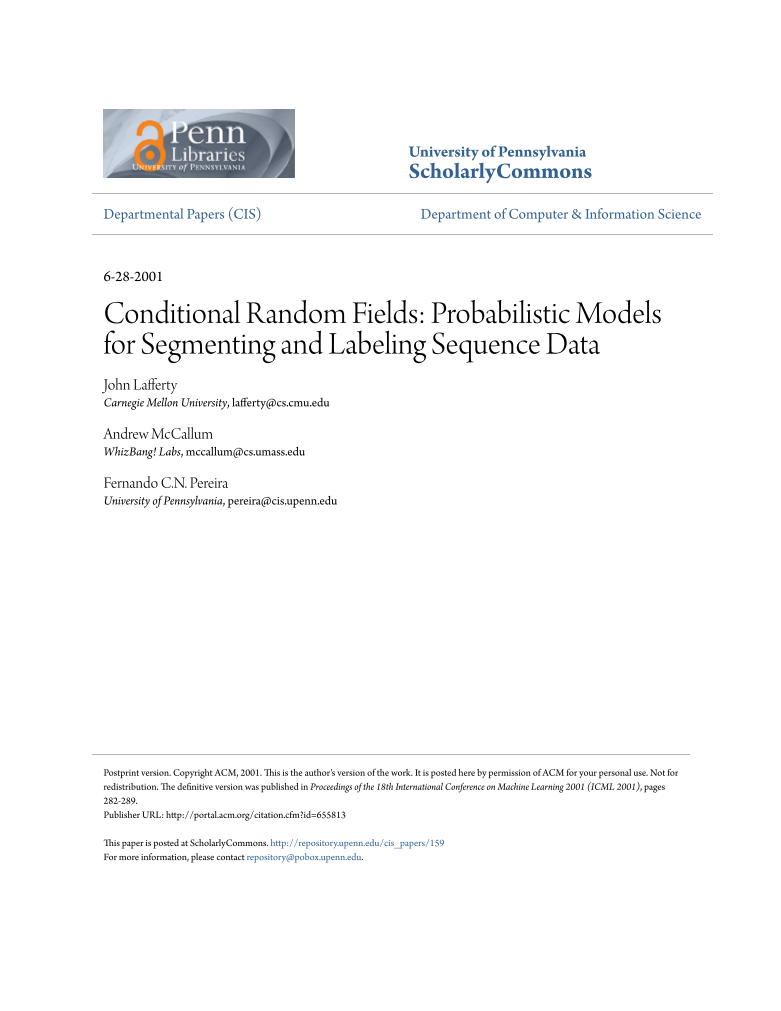 Penn
Libraries
UNIVERSITY of PENNSYLVANIA
University of Pennsylvania
ScholarlyCommons
Departmental Papers (CIS)
Department of Computer & Information Science
6-28-2001
Conditional Random Fields: Probabilistic Models
for Segmenting and Labeling Sequence Data
John Lafferty
Carnegie Mellon University, lafferty@cs.cmu.edu
Andrew McCallum
WhizBang! Labs, mccallum@cs.umass.edu
Fernando C.N. Pereira
University of Pennsylvania, pereira@cis.upenn.edu
Postprint version. Copyright ACM, 2001. This is the author's version of the work. It is posted here by permission of ACM for your personal use. Not for
redistribution. The definitive version was published in Proceedings of the 18th International Conference on Machine Learning 2001 (ICML 2001), pages
282-289.
Publisher URL: http://portal.acm.org/citation.cfm?id=655813
This paper is posted at ScholarlyCommons. http://repository.upenn.edu/cis_papers/159
For more information, please contact repository@pobox.upenn.edu.